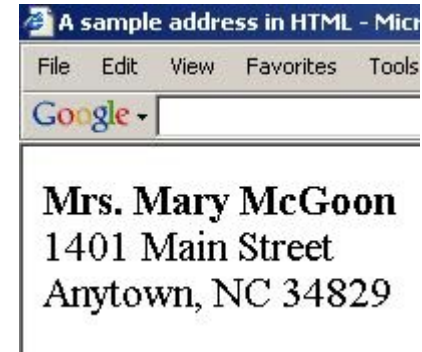 A sample address in HTML - Micr
File Edit View Favorites Tools
Google
Mrs. Mary McGoon
1401 Main Street
Anytown, NC 34829